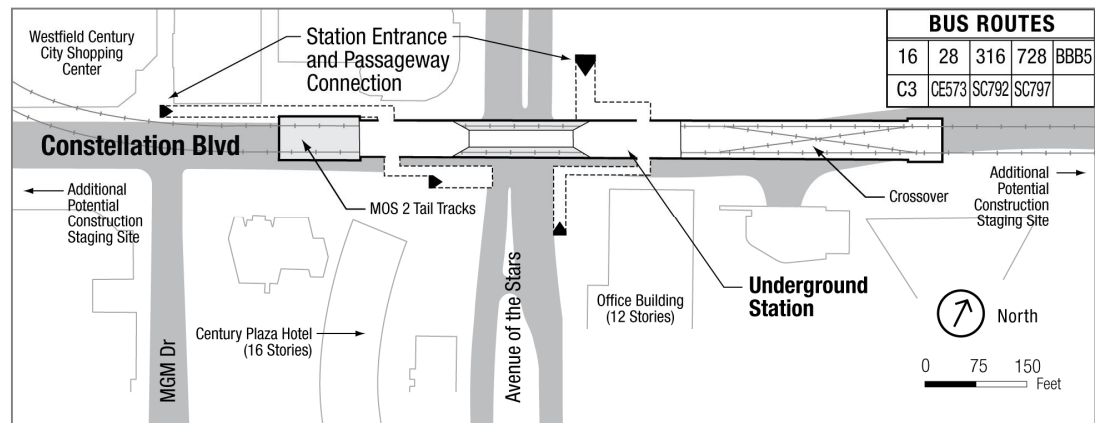 Westfield Century
City Shopping
Center
Station Entrance
and Passageway
Connection
BUS ROUTES
16 28 316 728 BBB5
C3 CE573 SC792 SC797
Constellation Blvd
Additional
Potential
Construction
Staging Site
MOS 2 Tail Tracks
Crossover
Additional
Potential
Construction
Staging Site
MGM Dr
Century Plaza Hotel
(16 Stories)
Avenue of the Stars
Office Building
(12 Stories)
Underground
Station
North
0 75 150
Feet